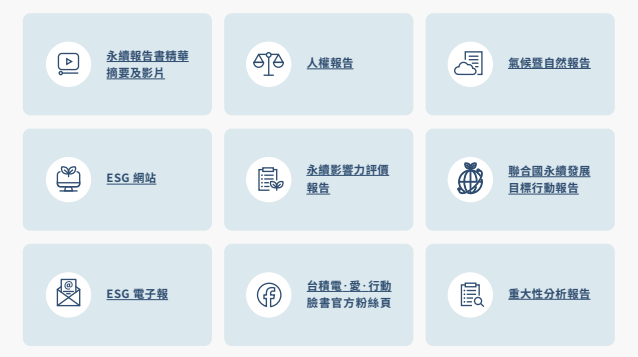 永續報告書精華
摘要及影片
人權報告
氣候暨自然報告
ESG 網站
永續影響力評價
報告
聯合國永續發展
目標行動報告
@
ESG 電子報
台積電·愛·行動
臉書官方粉絲頁
重大性分析報告